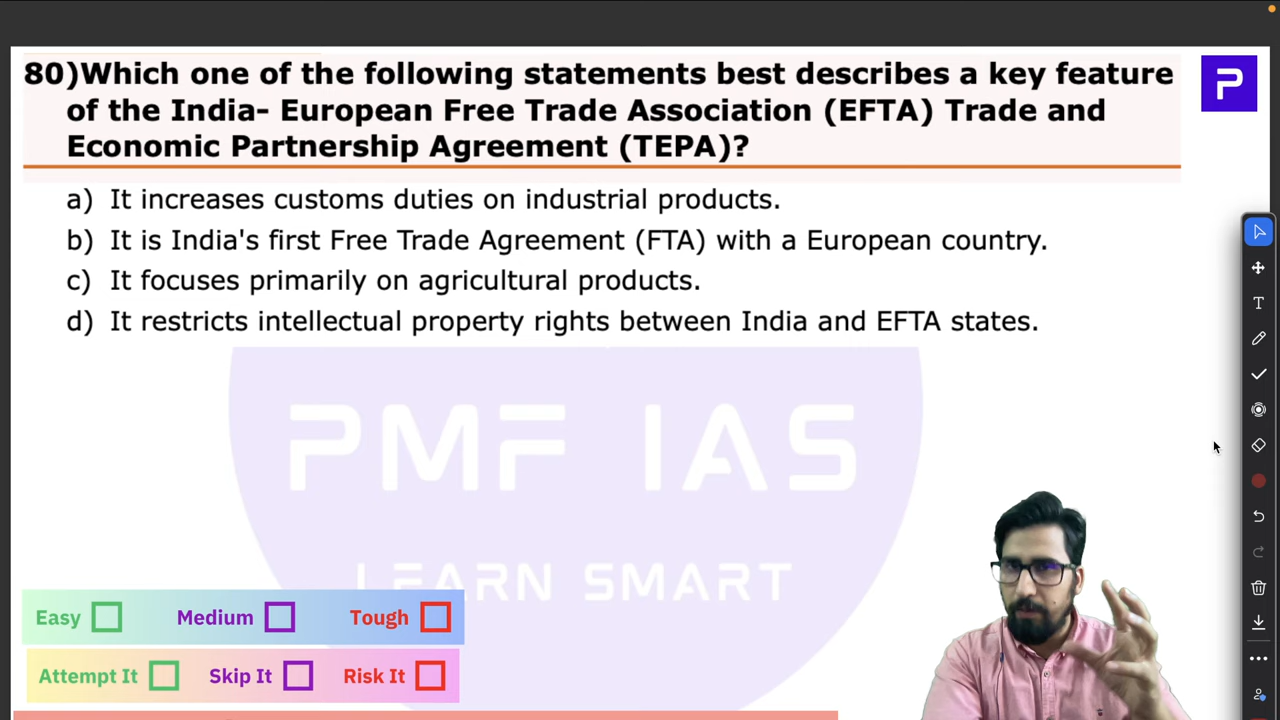 80)Which one of the following statements best describes a key feature
of the India- European Free Trade Association (EFTA) Trade and
Economic Partnership Agreement (TEPA)?
P
a) It increases customs duties on industrial products.
b) It is India's first Free Trade Agreement (FTA) with a European country.
c) It focuses primarily on agricultural products.
d) It restricts intellectual property rights between India and EFTA states.
PMF IAS
LEARN SMART
Easy Medium Tough
Attempt It Skip It Risk It
T